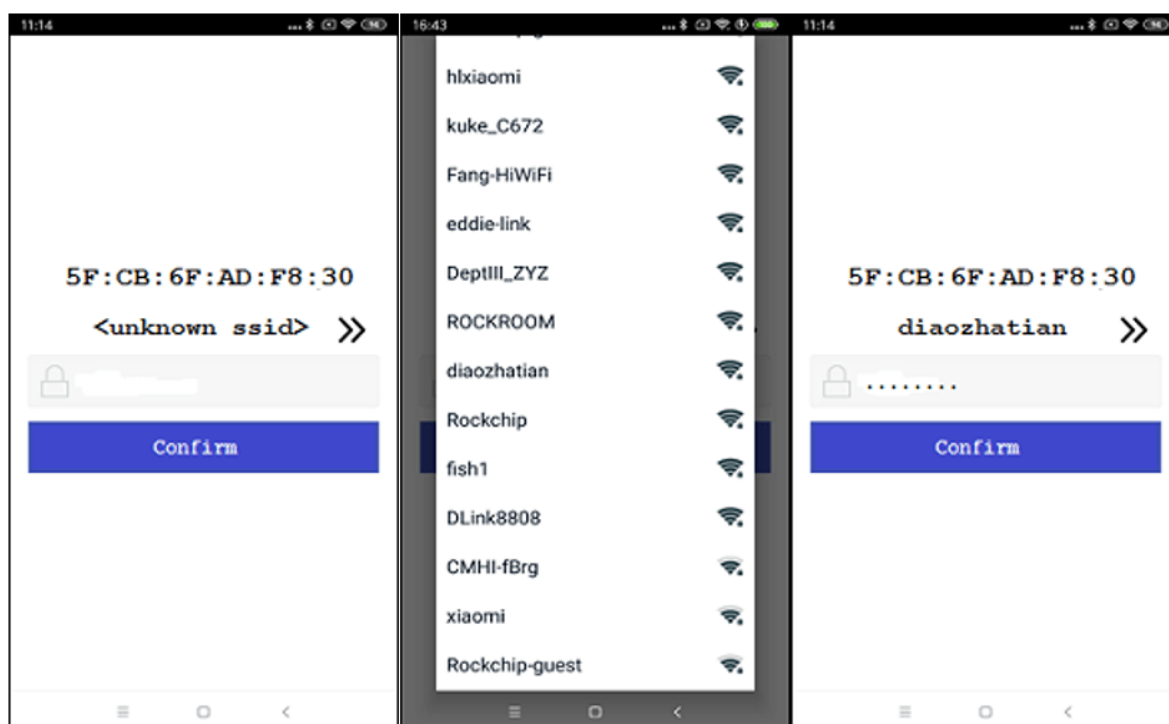 11:14
5F:CB:6F:AD:F8:30
<unknown ssid>
Confirm
16:43
hlxiaomi
kuke_C672
Fang-HiWiFi
eddie-link
DeptIII_ZYZ
ROCKROOM
diaozhatian
Rockchip
fish1
DLink8808
CMHI-fBrg
xiaomi
Rockchip-guest
11:14
5F:CB:6F:AD:F8:30
diaozhatian
........
Confirm